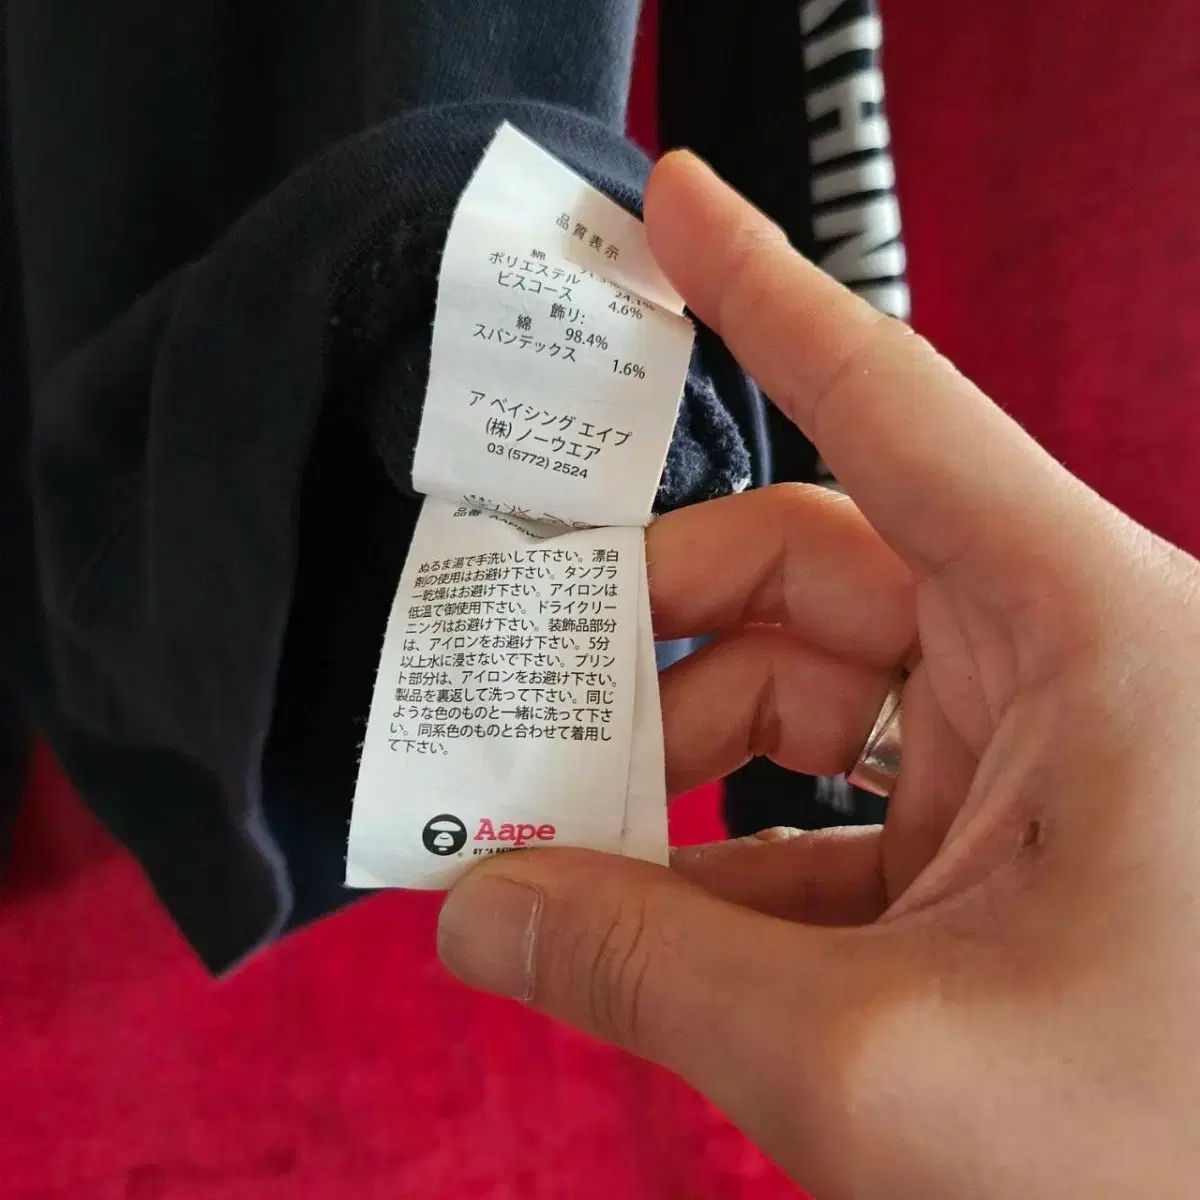 品質表示
綿
ポリエステル 24.1%
ビスコース 4.6%
飾り:
綿 98.4%
スパンデックス 1.6%
ア ベイシング エイプ
(株) ノーウエア
03 (5772) 2524
品番
ぬるま湯で手洗いして下さい。漂白
剤の使用はお避け下さい。タンブラ
ー乾燥はお避け下さい。アイロンは
低温で御使用下さい。ドライクリー
ニングはお避け下さい。装飾品部分
は、アイロンをお避け下さい。5分
以上水に浸さないで下さい。プリン
ト部分は、アイロンをお避け下さい。
製品を裏返して洗って下さい。同じ
ような色のものと一緒に洗って下さ
い。同系色のものと合わせて着用し
て下さい。
Aape
BY "A